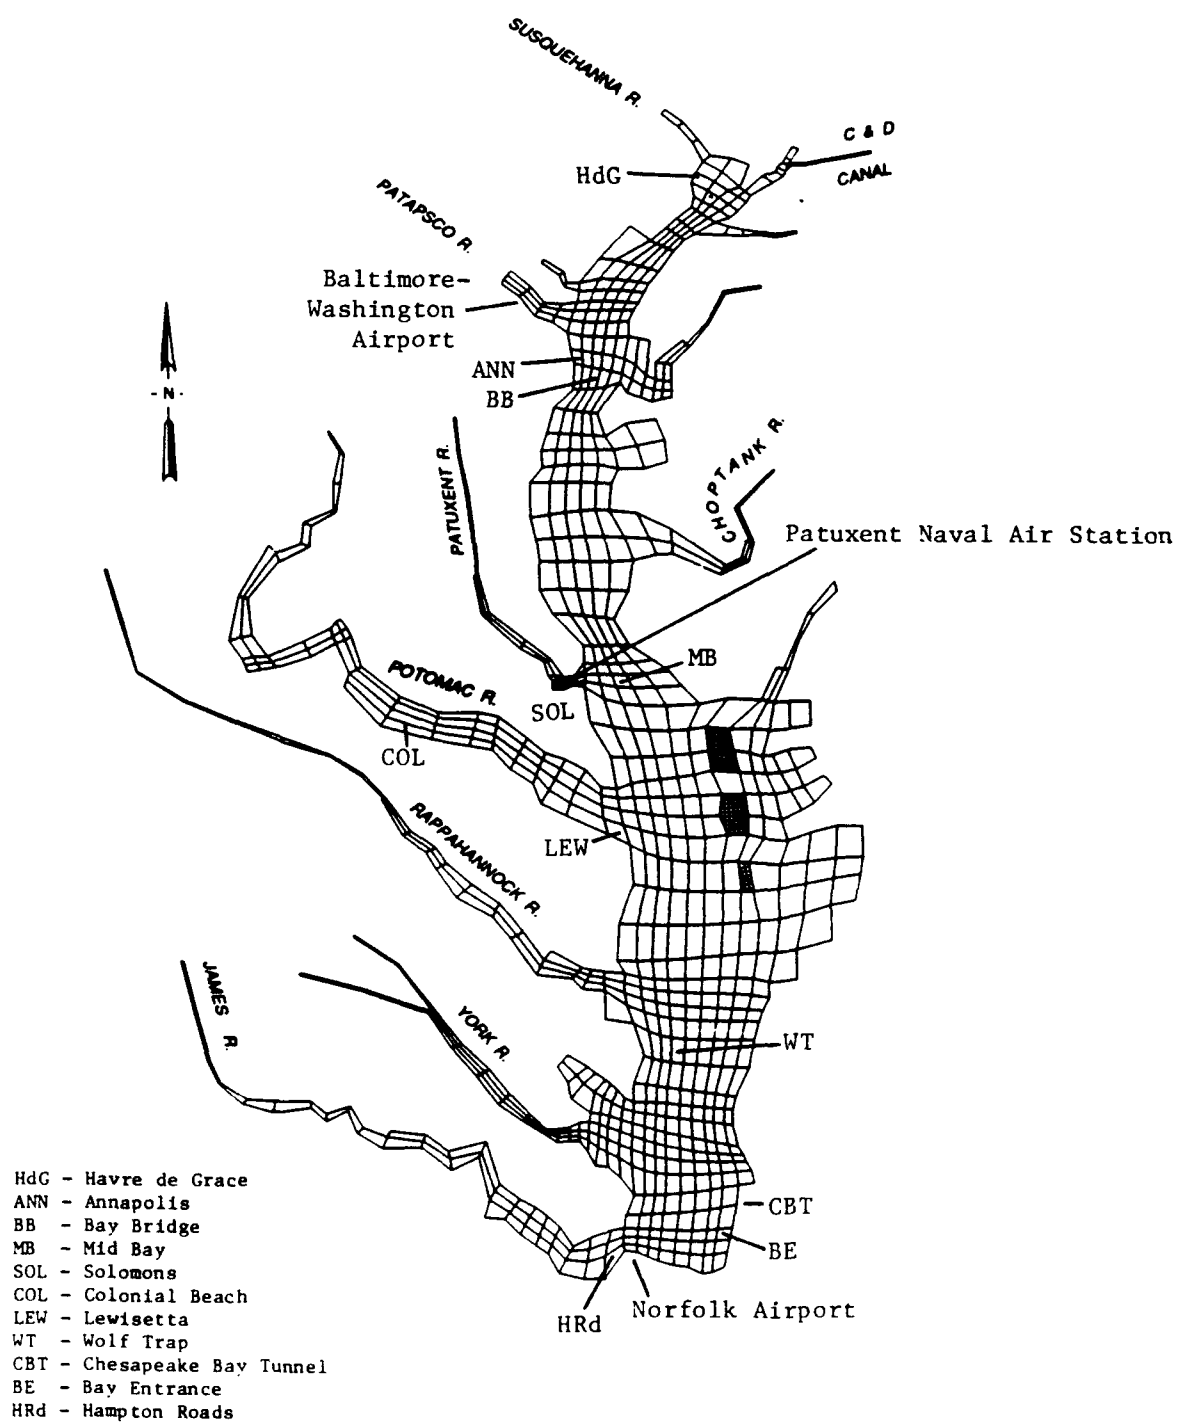 SUSQUEHANNA R.
C & D
CANAL
HdG
PATAPSCO R.
Baltimore-
Washington
Airport
- N -
ANN
BB
PATUXENT R.
CHOPTANK R.
Patuxent Naval Air Station
MB
POTOMAC R.
SOL
COL
RAPPAHANNOCK R.
LEW
JAMES R.
YORK R.
WT
CBT
BE
Norfolk Airport
HRd
HdG - Havre de Grace
ANN - Annapolis
BB - Bay Bridge
MB - Mid Bay
SOL - Solomons
COL - Colonial Beach
LEW - Lewisetta
WT - Wolf Trap
CBT - Chesapeake Bay Tunnel
BE - Bay Entrance
HRd - Hampton Roads